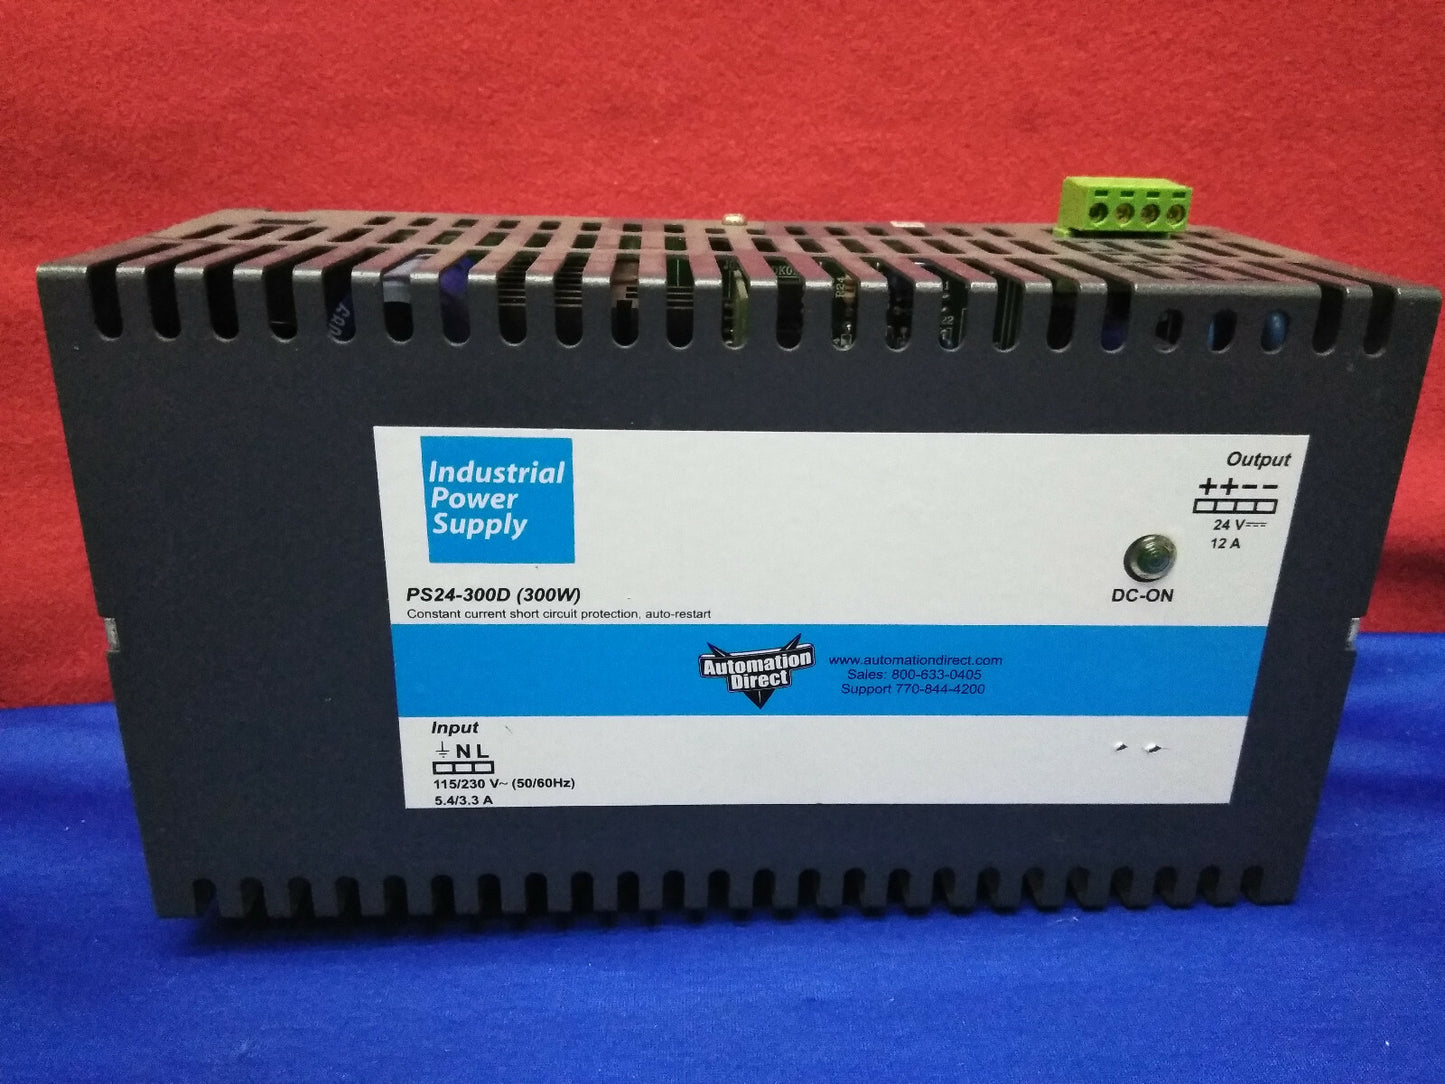 Industrial
Power
Supply
Output
++--
24 V⎓
12 A
DC-ON
PS24-300D (300W)
Constant current short circuit protection, auto-restart
Automation
Direct
www.automationdirect.com
Sales: 800-633-0405
Support 770-844-4200
Input
⏚ N L
115/230 V~ (50/60Hz)
5.4/3.3 A